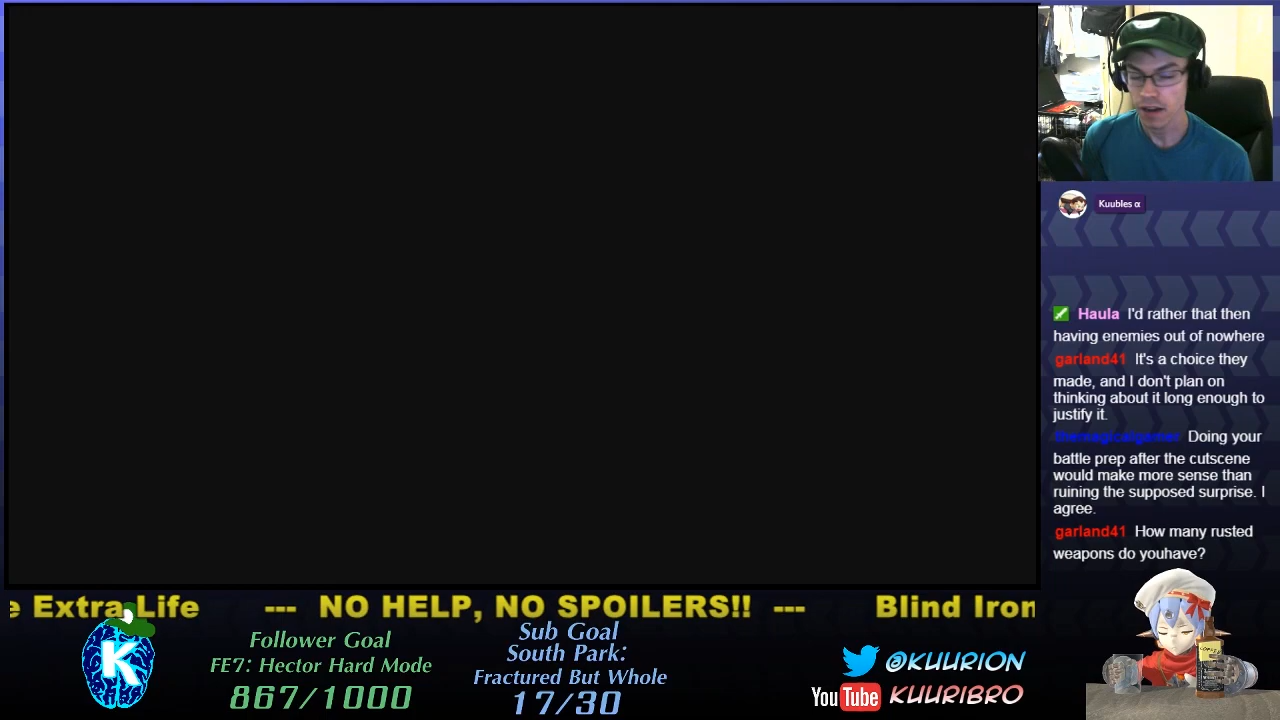 Kuubles α
Haula I'd rather that then
having enemies out of nowhere
garland41 It's a choice they
made, and I don't plan on
thinking about it long enough to
justify it.
themagicalgamer Doing your
battle prep after the cutscene
would make more sense than
ruining the supposed surprise. I
agree.
garland41 How many rusted
weapons do youhave?
e Extra Life --- NO HELP, NO SPOILERS!! --- Blind Iron
K
Follower Goal
FE7: Hector Hard Mode
867/1000
Sub Goal
South Park:
Fractured But Whole
17/30
@KUURION
YouTube KUURIBRO